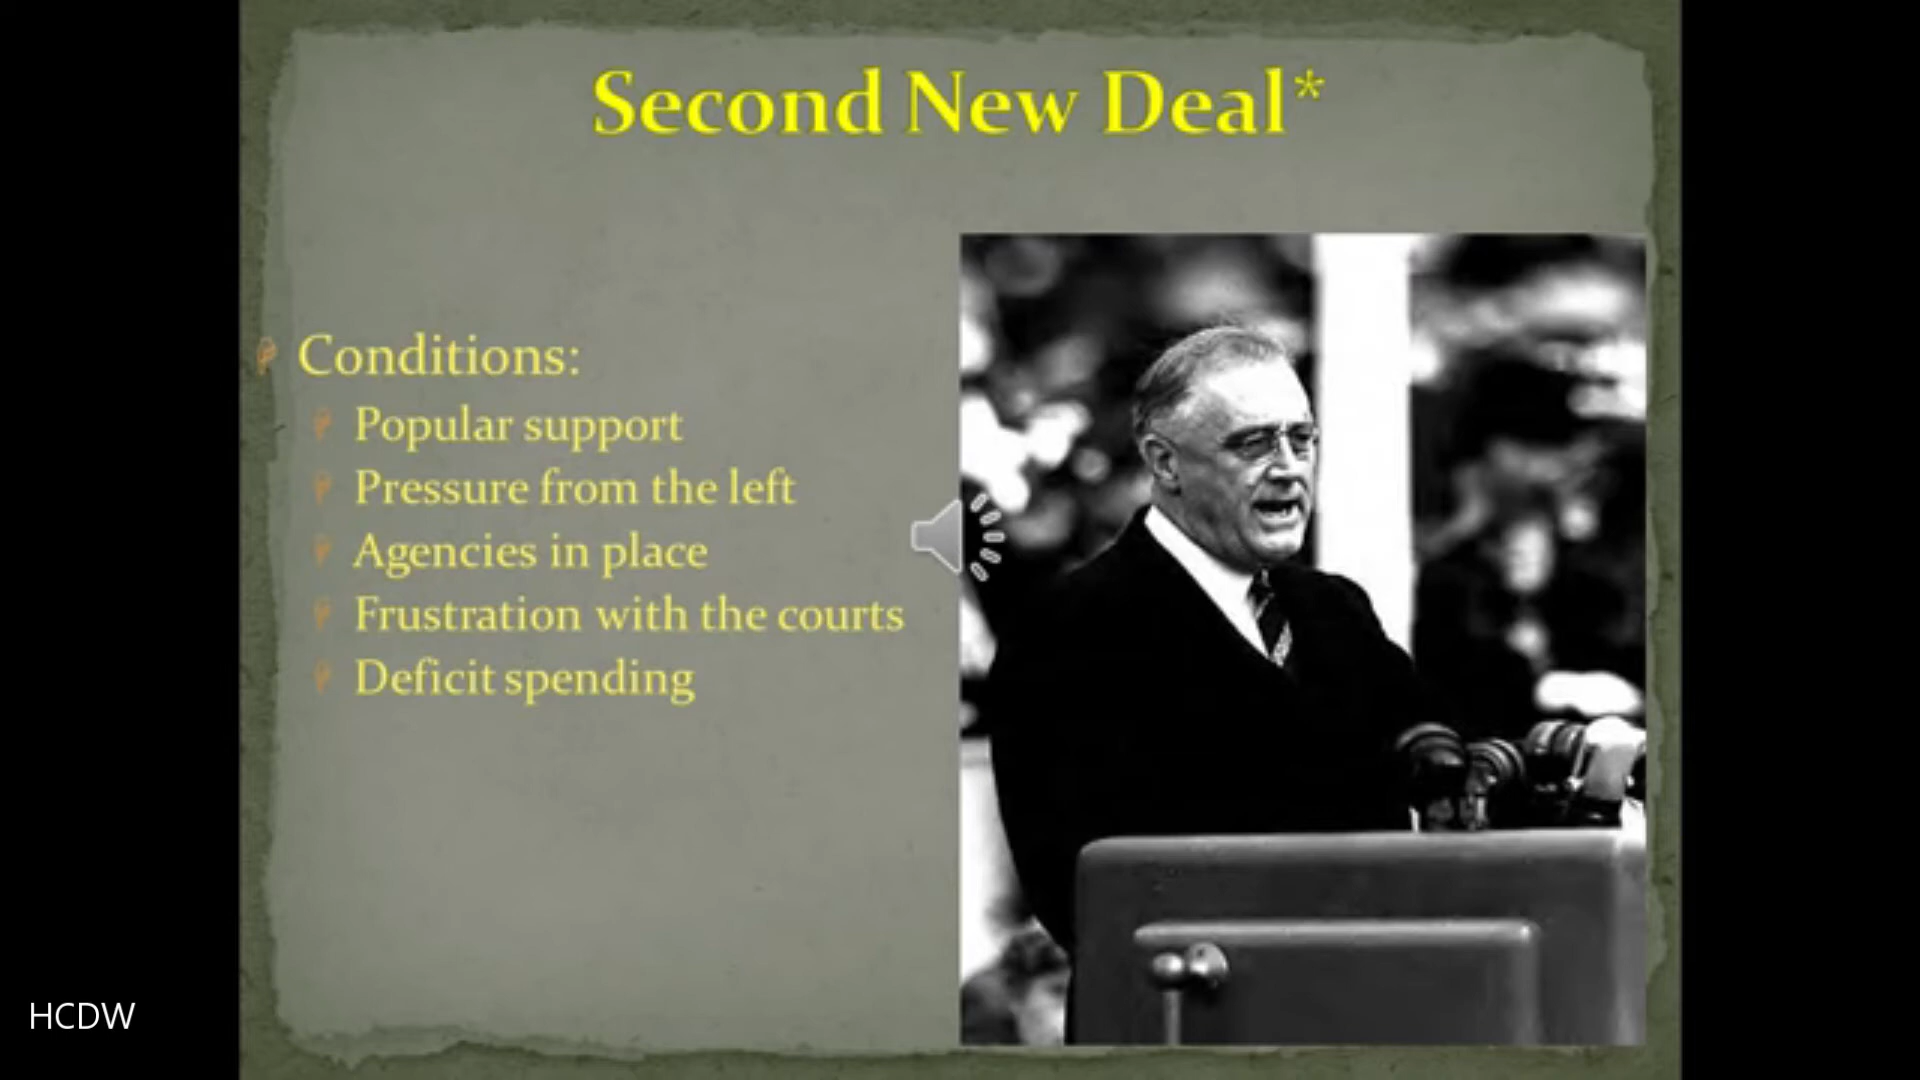 Second New Deal*
Conditions:
Popular support
Pressure from the left
Agencies in place
Frustration with the courts
Deficit spending
HCDW